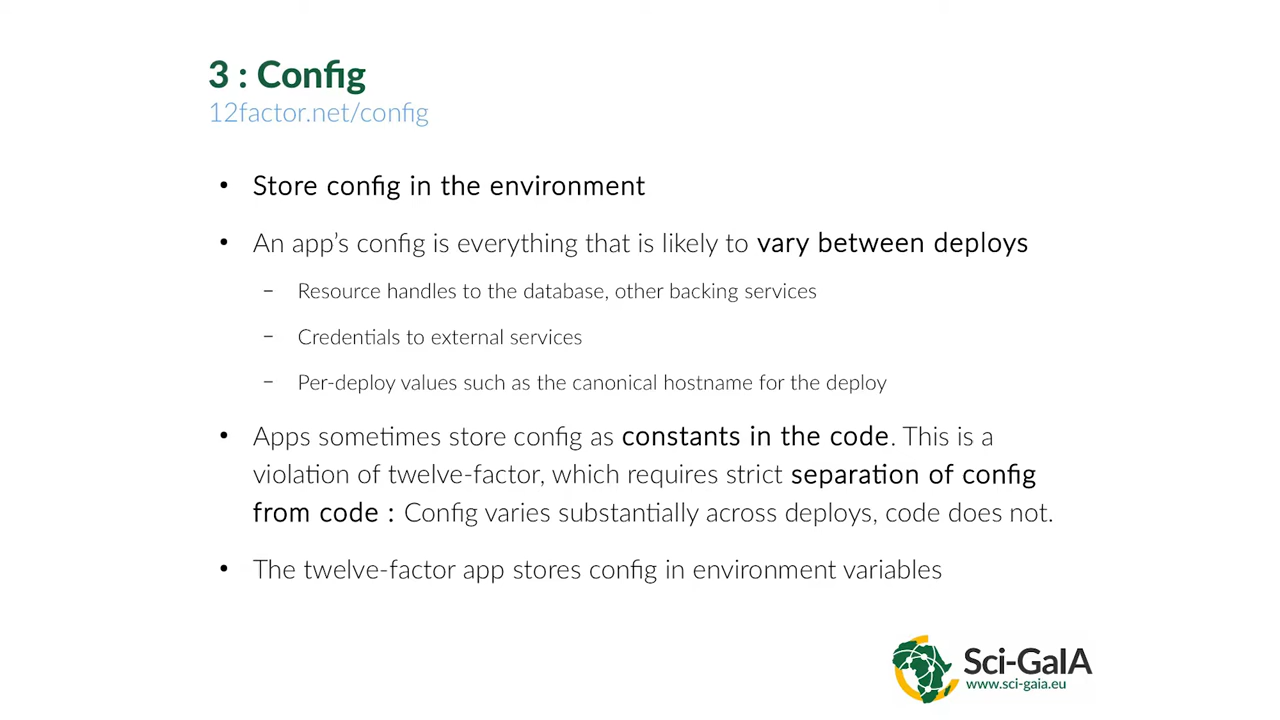 3 : Config
12factor.net/config
• Store config in the environment
• An app’s config is everything that is likely to vary between deploys
– Resource handles to the database, other backing services
– Credentials to external services
– Per-deploy values such as the canonical hostname for the deploy
• Apps sometimes store config as constants in the code. This is a
violation of twelve-factor, which requires strict separation of config
from code : Config varies substantially across deploys, code does not.
• The twelve-factor app stores config in environment variables
Sci-GaIA
www.sci-gaia.eu